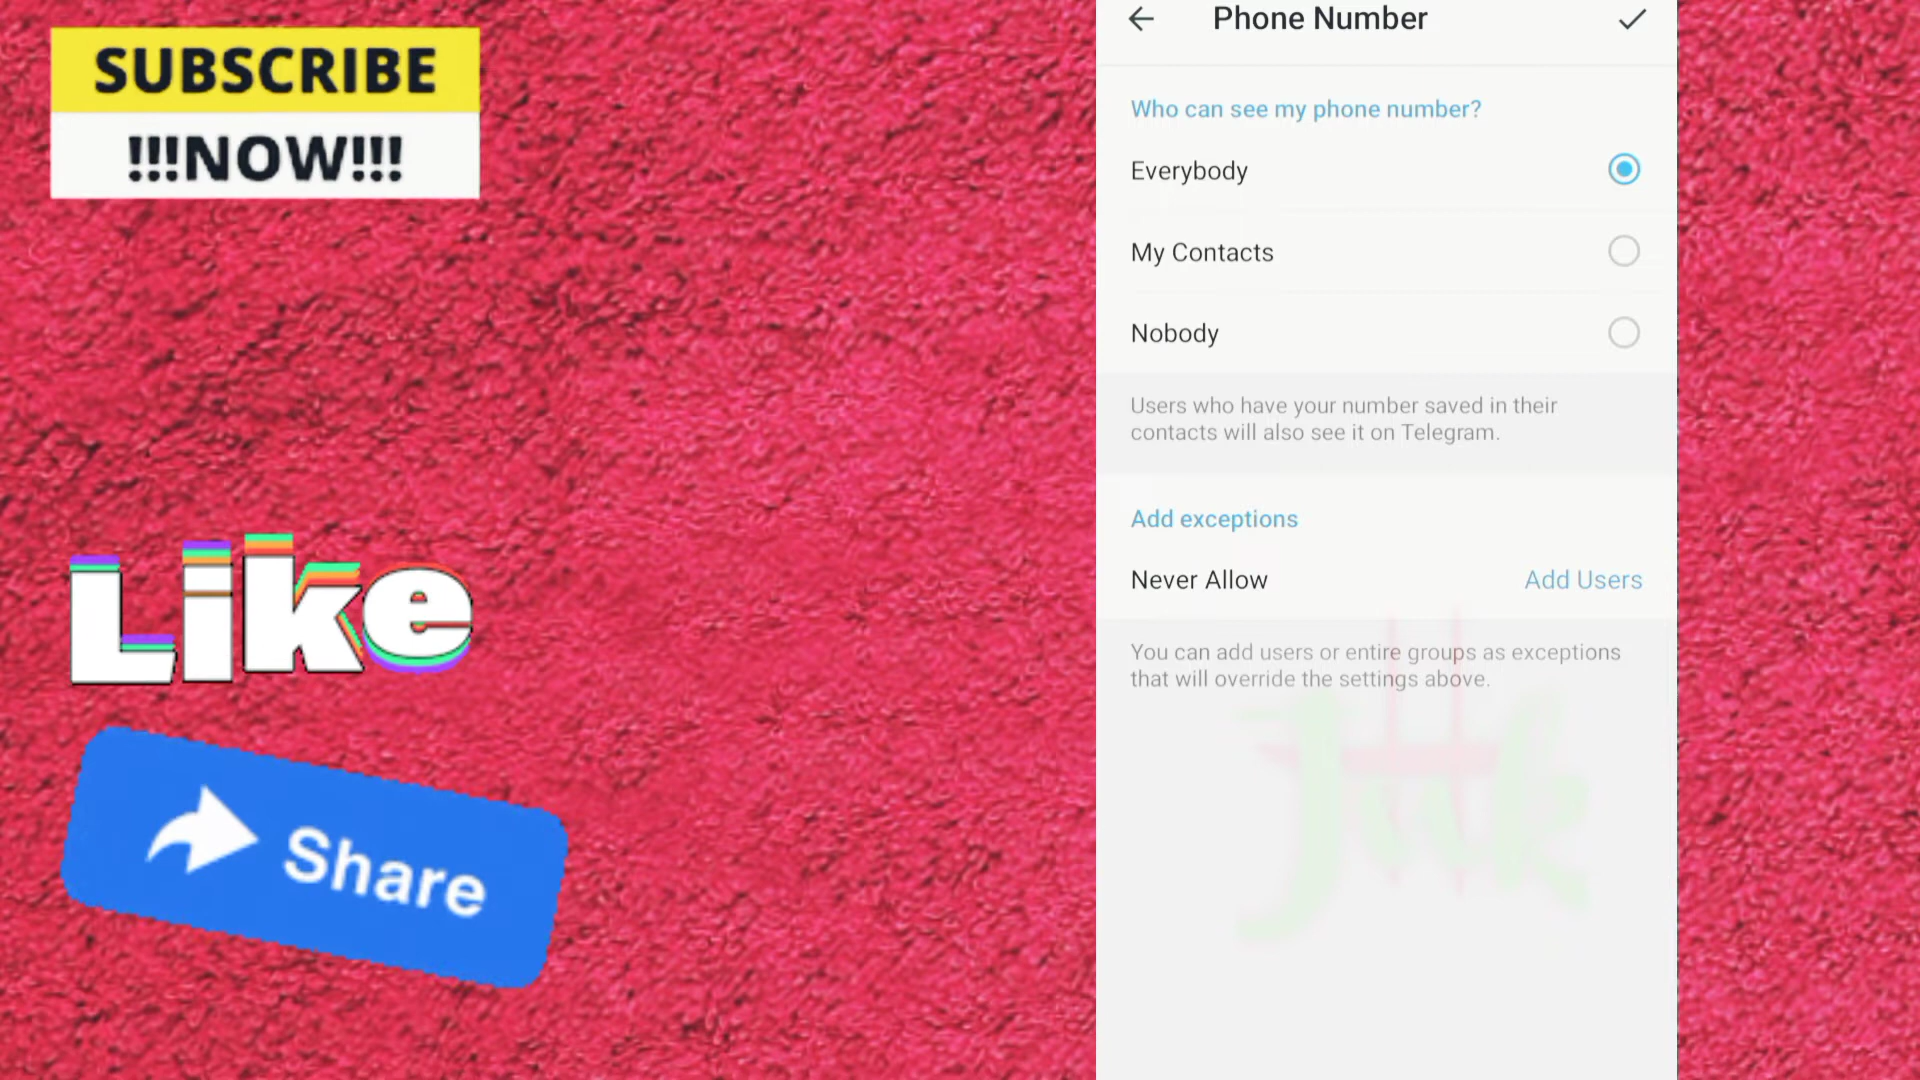 SUBSCRIBE
!!!NOW!!!
Like
Share
Phone Number
Who can see my phone number?
Everybody
My Contacts
Nobody
Users who have your number saved in their
contacts will also see it on Telegram.
Add exceptions
Never Allow
Add Users
You can add users or entire groups as exceptions
that will override the settings above.